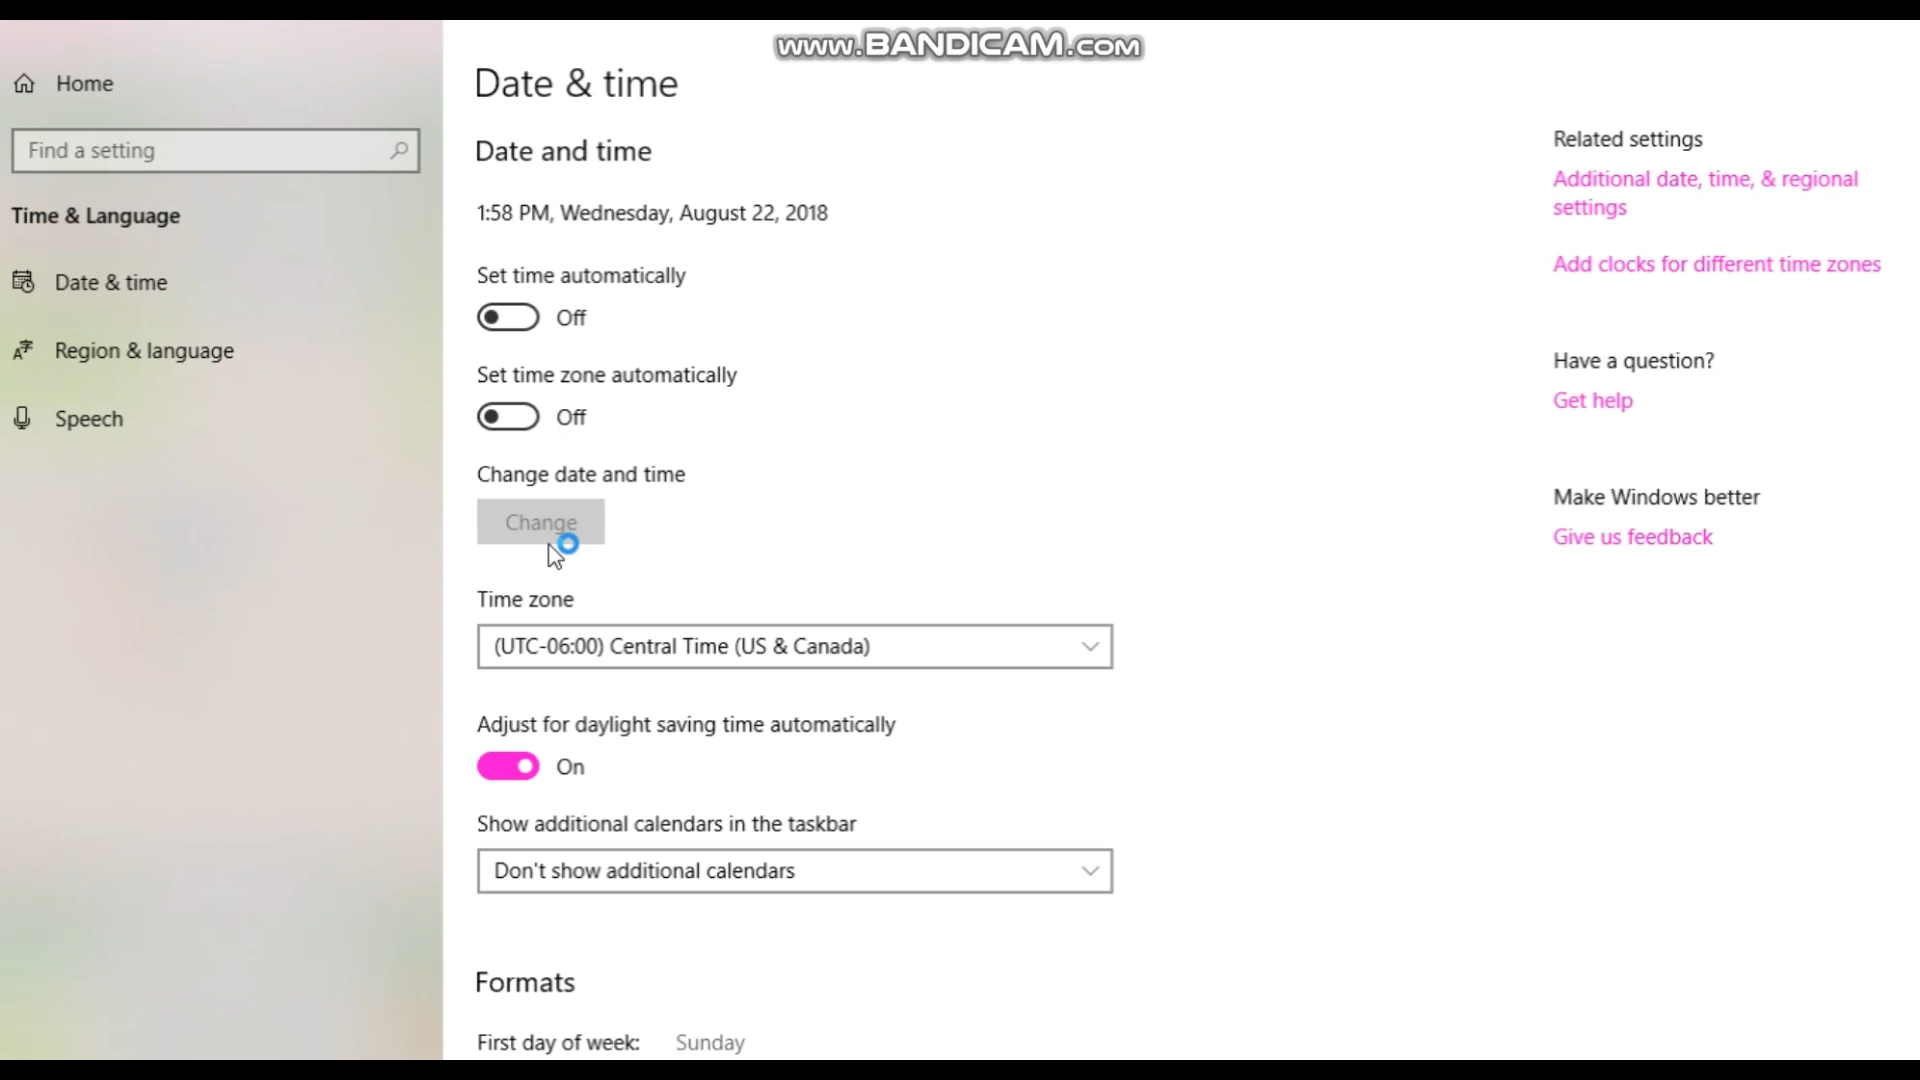 www.BANDICAM.com
Home
Find a setting
Time & Language
Date & time
Region & language
Speech
Date & time
Date and time
1:58 PM, Wednesday, August 22, 2018
Set time automatically
Off
Set time zone automatically
Off
Change date and time
Change
Time zone
(UTC-06:00) Central Time (US & Canada)
Adjust for daylight saving time automatically
On
Show additional calendars in the taskbar
Don't show additional calendars
Formats
First day of week: Sunday
Related settings
Additional date, time, & regional
settings
Add clocks for different time zones
Have a question?
Get help
Make Windows better
Give us feedback